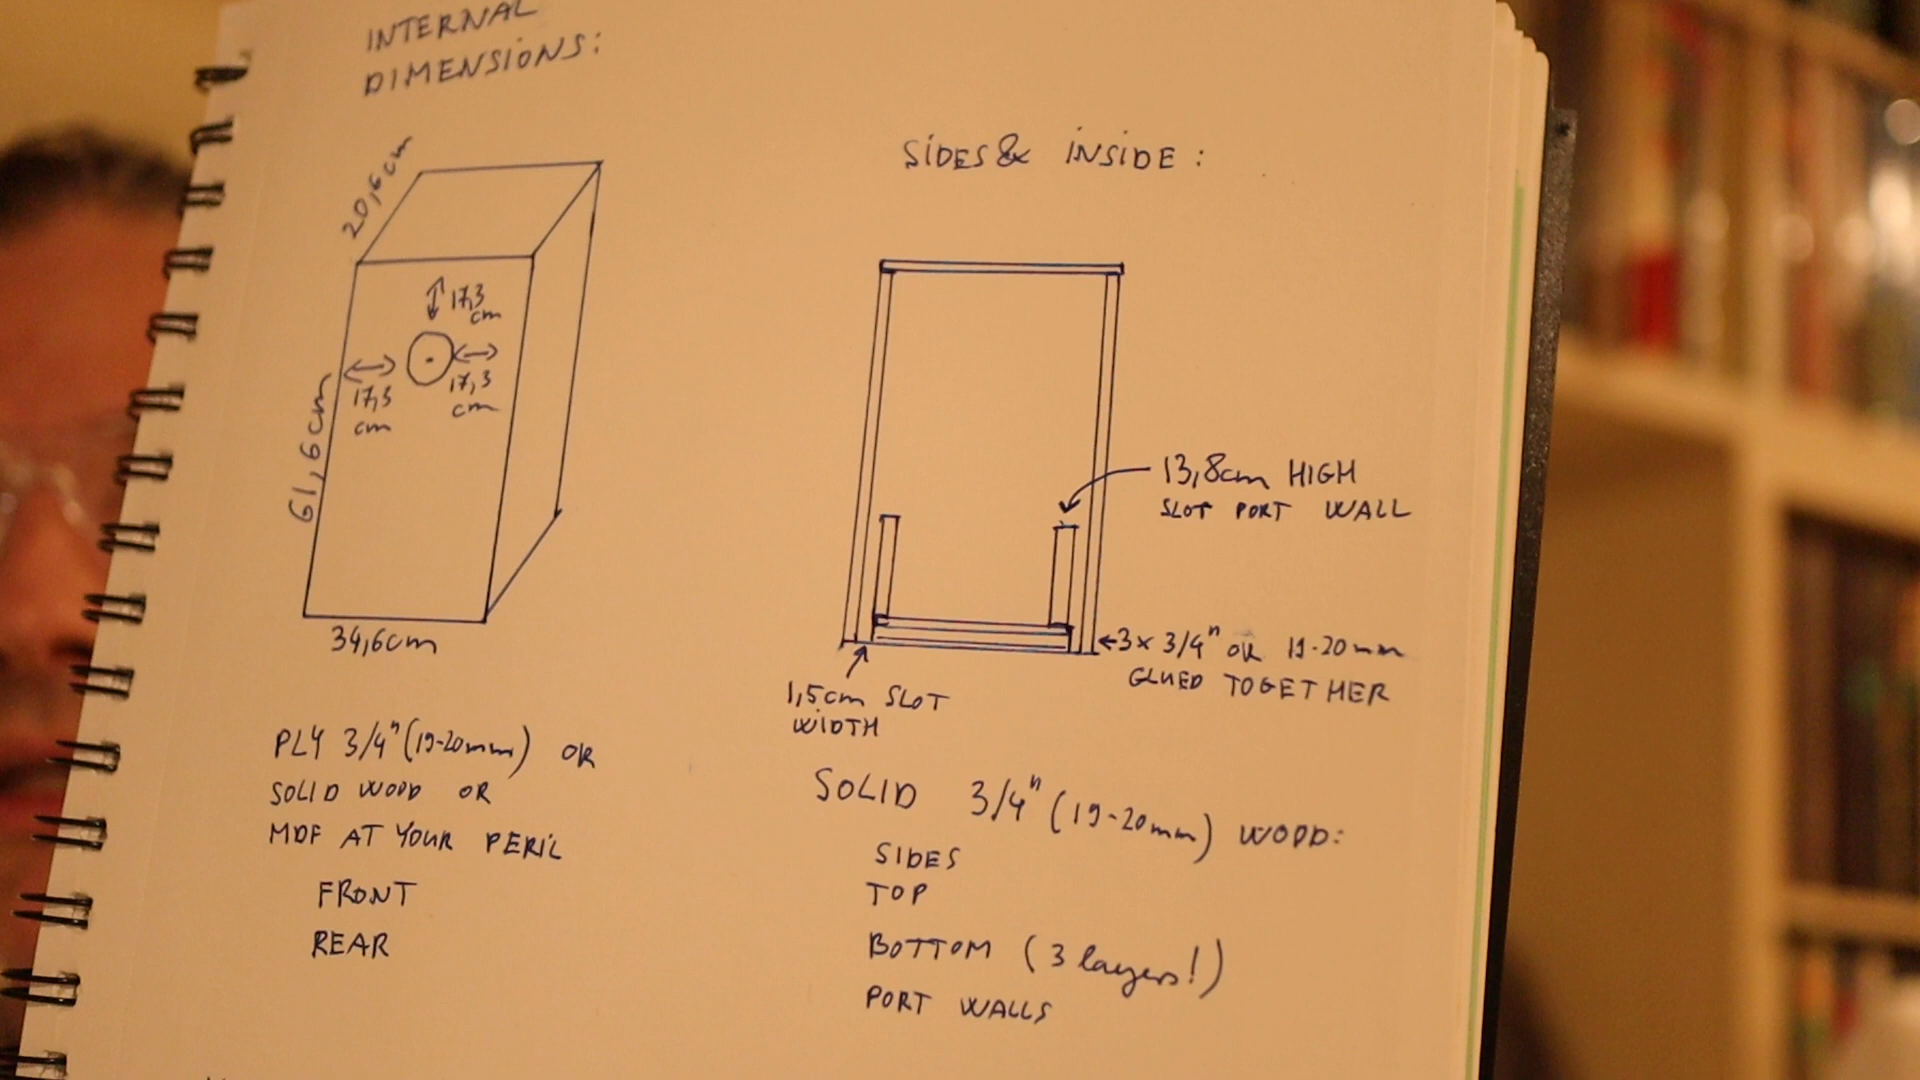 INTERNAL
DIMENSIONS:
20,6cm
17,3
cm
17,3
cm
17,3
cm
61,6cm
34,6cm
PLY 3/4" (19-20mm) OR
SOLID WOOD OR
MDF AT YOUR PERIL
FRONT
REAR
SIDES & INSIDE:
13,8cm HIGH
SLOT PORT WALL
3x 3/4" OR 19-20mm
GLUED TOGETHER
1,5cm SLOT
WIDTH
SOLID 3/4" (19-20mm) WOOD:
SIDES
TOP
BOTTOM (3 layers!)
PORT WALLS